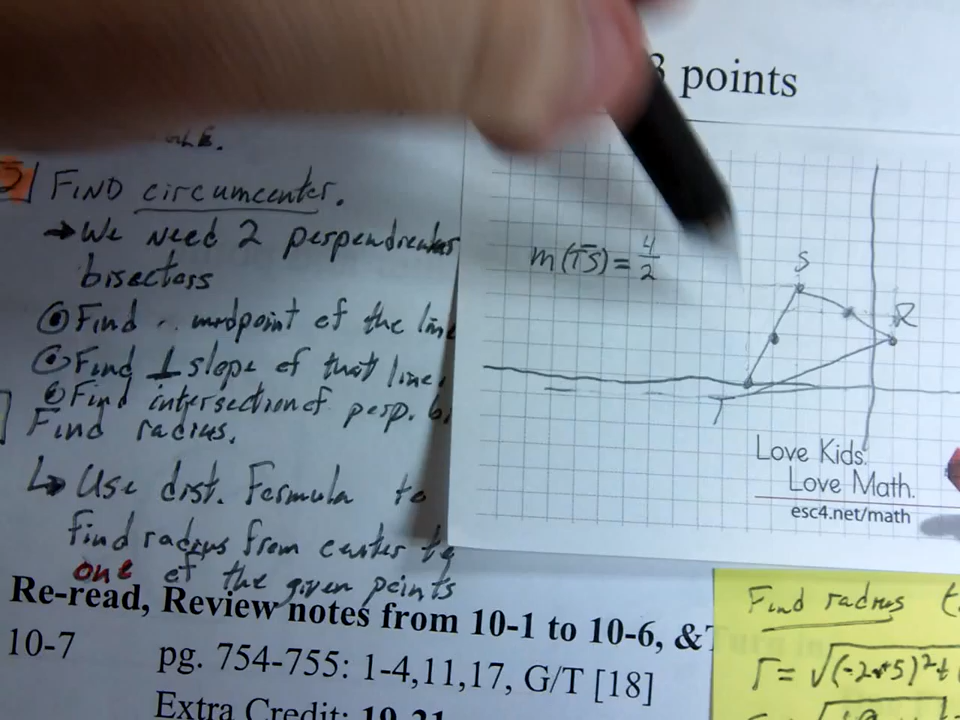 3 points
FIND circumcenter.
→ We need 2 perpendicular
bisectors
Find midpoint of the line
Find ⊥ slope of that line.
Find intersection of perp. b
Find radius.
↳ Use dist. Formula to
find radius from center to
one of the given points
m(TS) = 4/2
S
R
T
Love Kids.
Love Math.
esc4.net/math
Re-read, Review notes from 10-1 to 10-6, &
10-7 pg. 754-755: 1-4,11,17, G/T [18]
Extra Credit: 19-21
Find radius
r = √(-2+5)²+